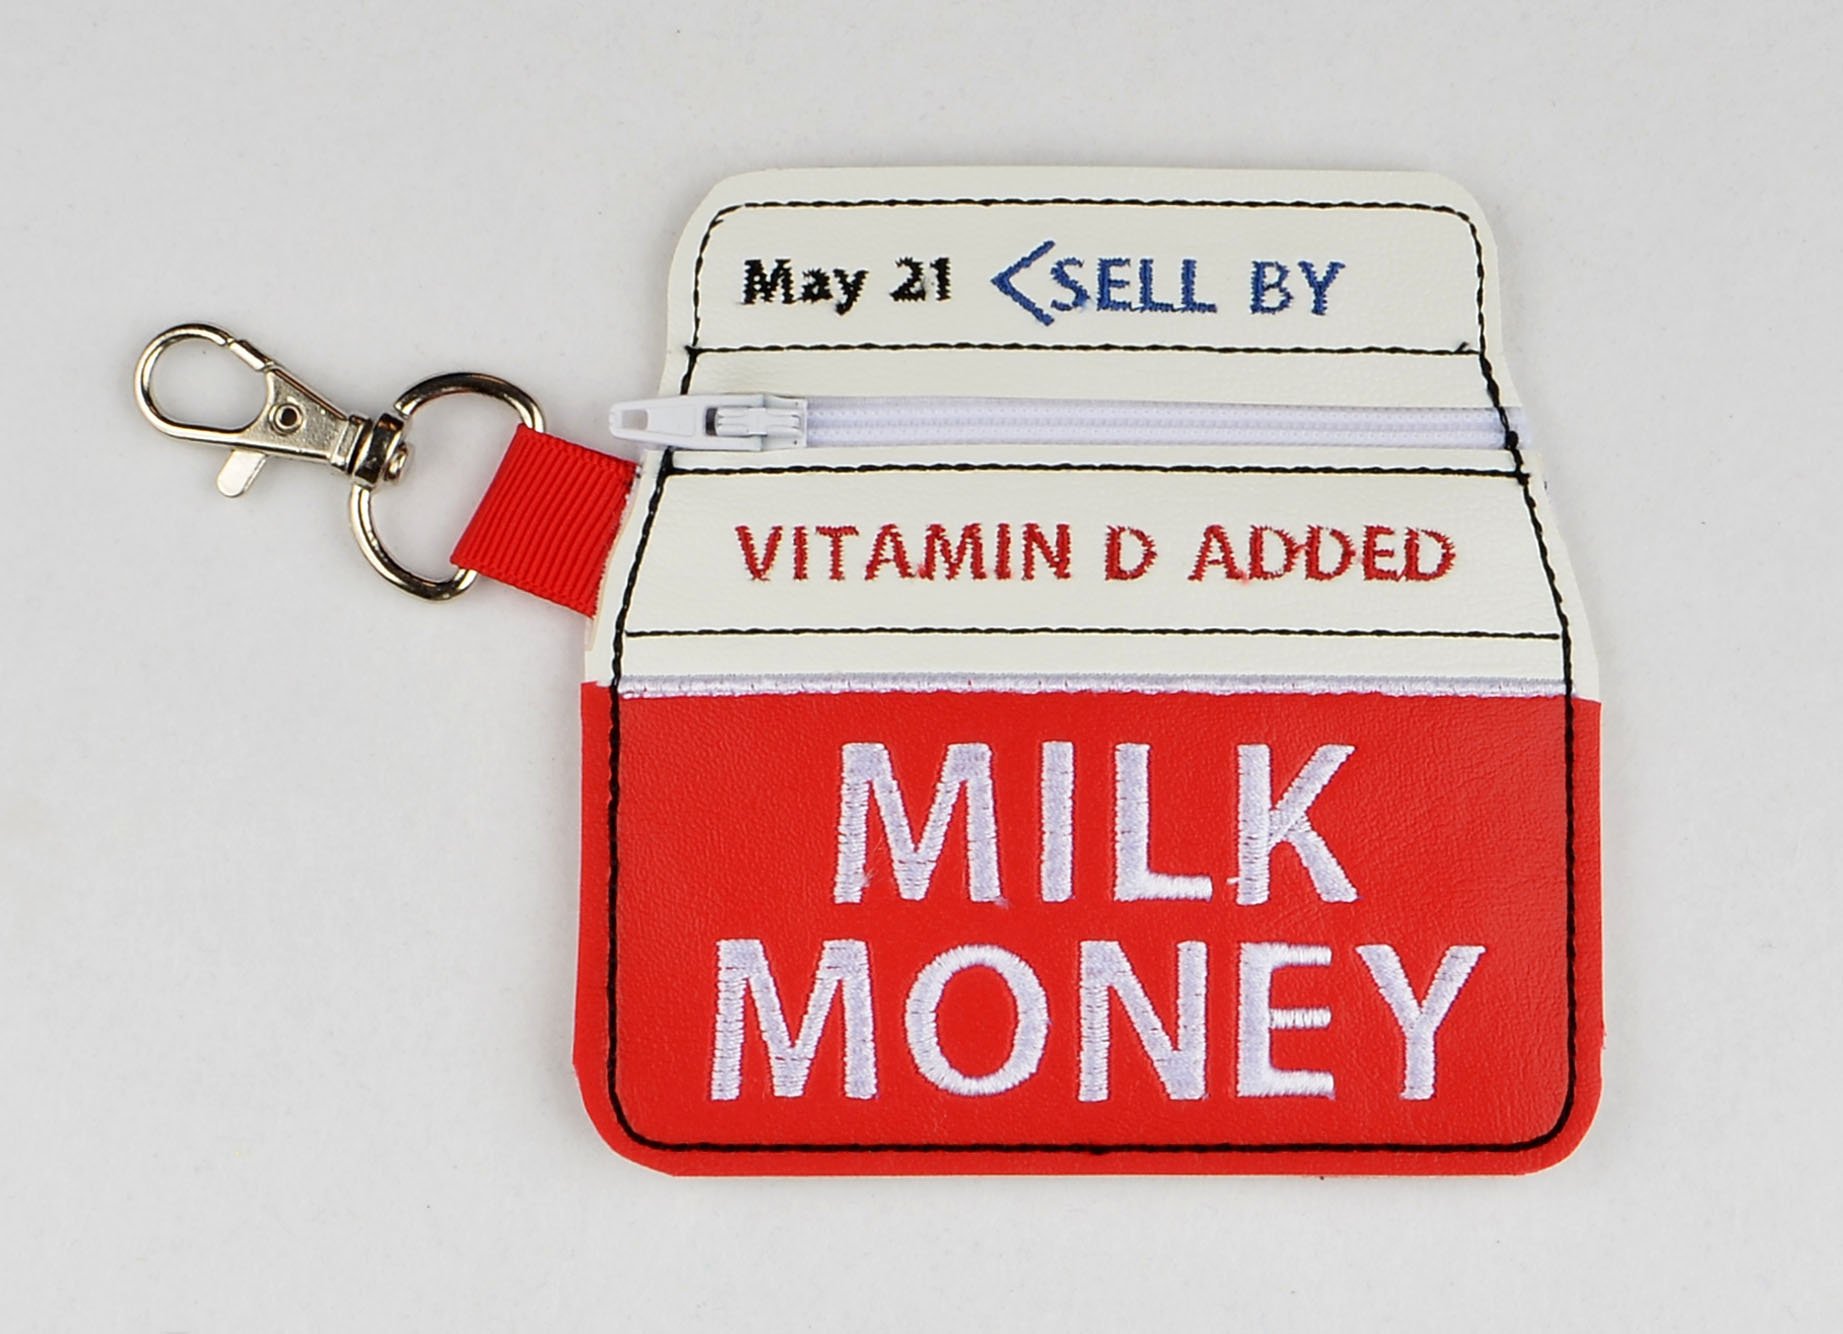 May 21 <SELL BY
VITAMIN D ADDED
MILK
MONEY